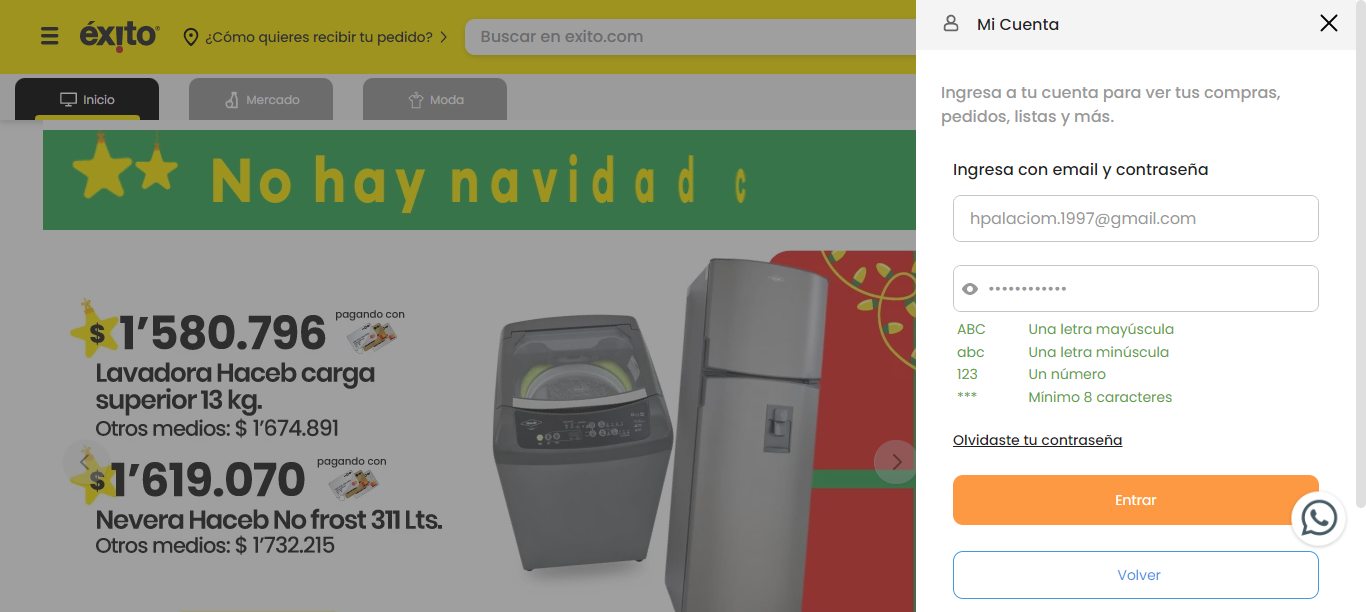 éxito
¿Cómo quieres recibir tu pedido?
Buscar en exito.com
Inicio
Mercado
Moda
No hay navidad c
$1’580.796
pagando con
Lavadora Haceb carga
superior 13 kg.
Otros medios: $ 1’674.891
$1’619.070
pagando con
Nevera Haceb No frost 311 Lts.
Otros medios: $ 1’732.215
Mi Cuenta
Ingresa a tu cuenta para ver tus compras,
pedidos, listas y más.
Ingresa con email y contraseña
hpalaciom.1997@gmail.com
••••••••••••
ABC Una letra mayúscula
abc Una letra minúscula
123 Un número
*** Mínimo 8 caracteres
Olvidaste tu contraseña
Entrar
Volver